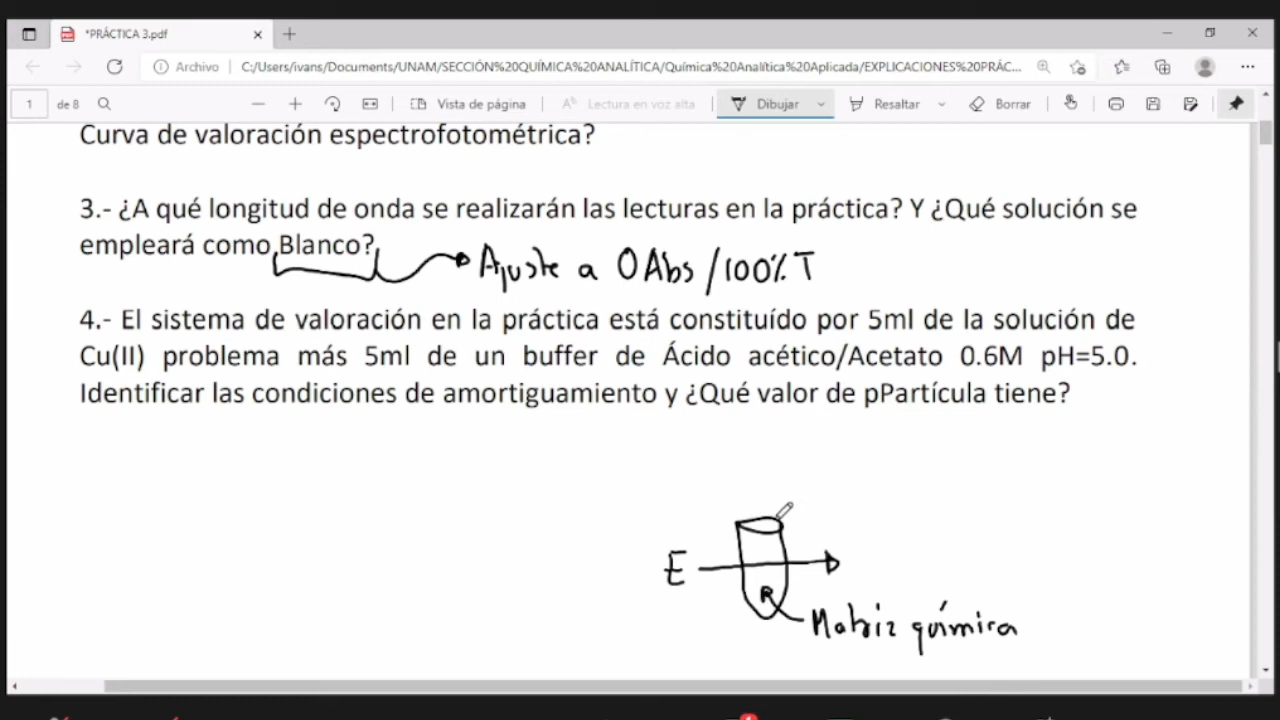 *PRÁCTICA 3.pdf
Archivo C:/Users/ivans/Documents/UNAM/SECCIÓN%20QUÍMICA%20ANALÍTICA/Química%20Analítica%20Aplicada/EXPLICACIONES%20PRÁC...
1 de 8 Vista de página Lectura en voz alta Dibujar Resaltar Borrar
Curva de valoración espectrofotométrica?
3.- ¿A qué longitud de onda se realizarán las lecturas en la práctica? Y ¿Qué solución se
empleará como Blanco?
Ajuste a 0 Abs /100% T
4.- El sistema de valoración en la práctica está constituído por 5ml de la solución de
Cu(II) problema más 5ml de un buffer de Ácido acético/Acetato 0.6M pH=5.0.
Identificar las condiciones de amortiguamiento y ¿Qué valor de pPartícula tiene?
E
Matriz química